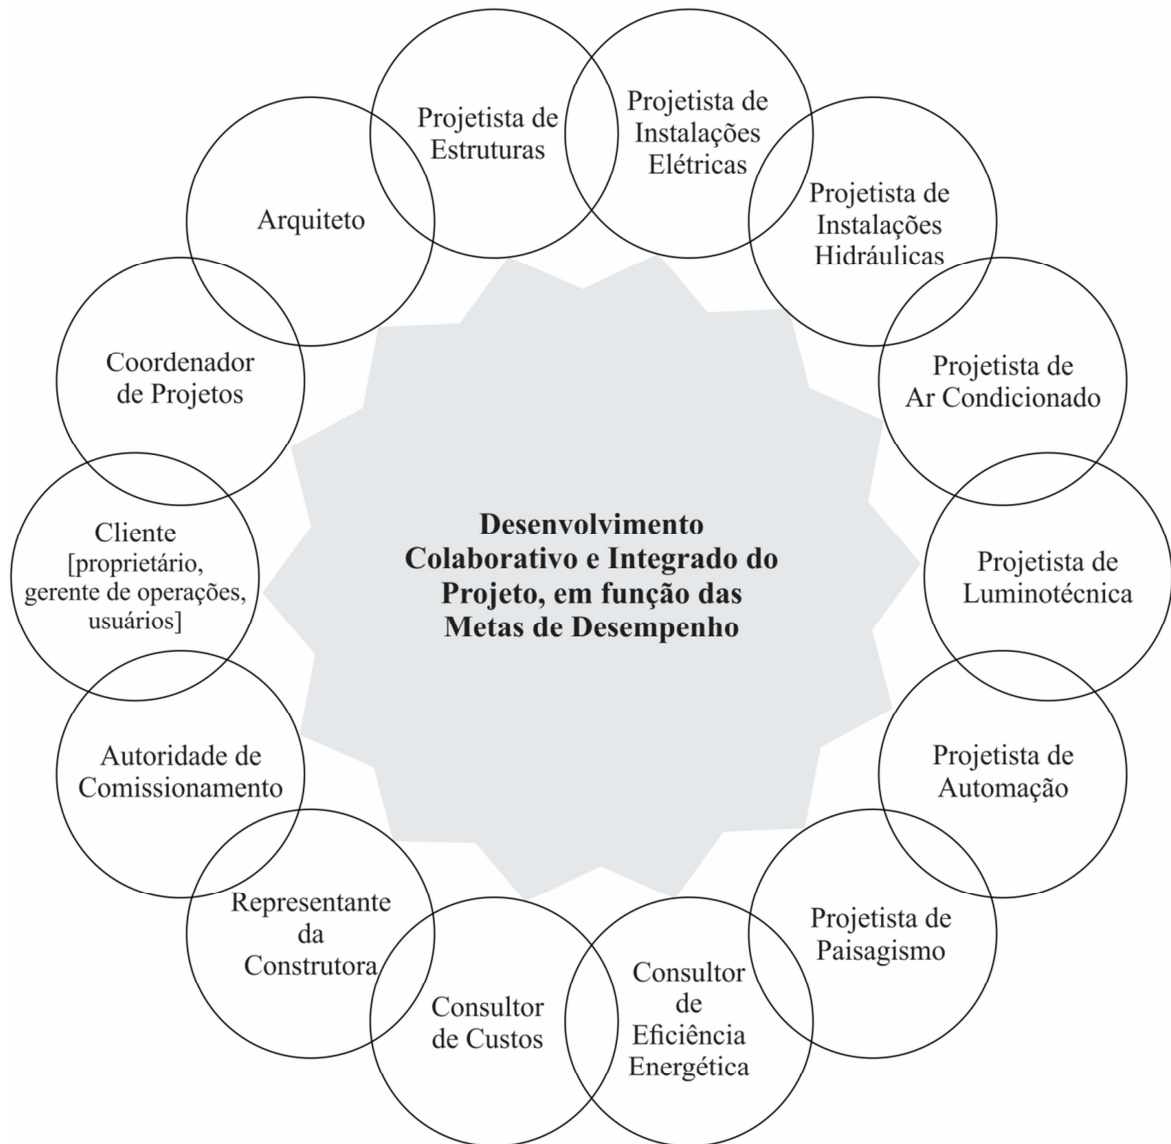 Projetista de
Estruturas
Projetista de
Instalações
Elétricas
Projetista de
Instalações
Hidráulicas
Projetista de
Ar Condicionado
Projetista de
Luminotécnica
Projetista de
Automação
Projetista de
Paisagismo
Consultor
de
Eficiência
Energética
Consultor
de Custos
Representante
da
Construtora
Autoridade de
Comissionamento
Cliente
[proprietário,
gerente de operações,
usuários]
Coordenador
de Projetos
Arquiteto
Desenvolvimento
Colaborativo e Integrado do
Projeto, em função das
Metas de Desempenho